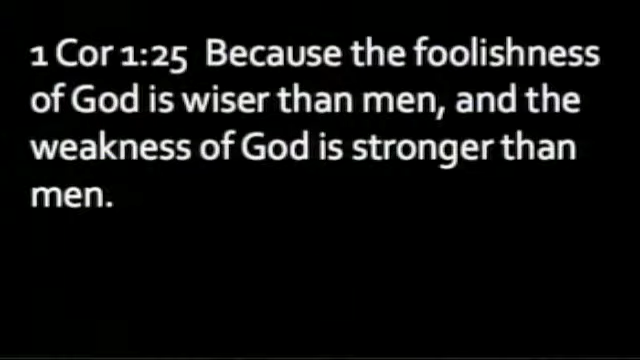 1 Cor 1:25 Because the foolishness
of God is wiser than men, and the
weakness of God is stronger than
men.